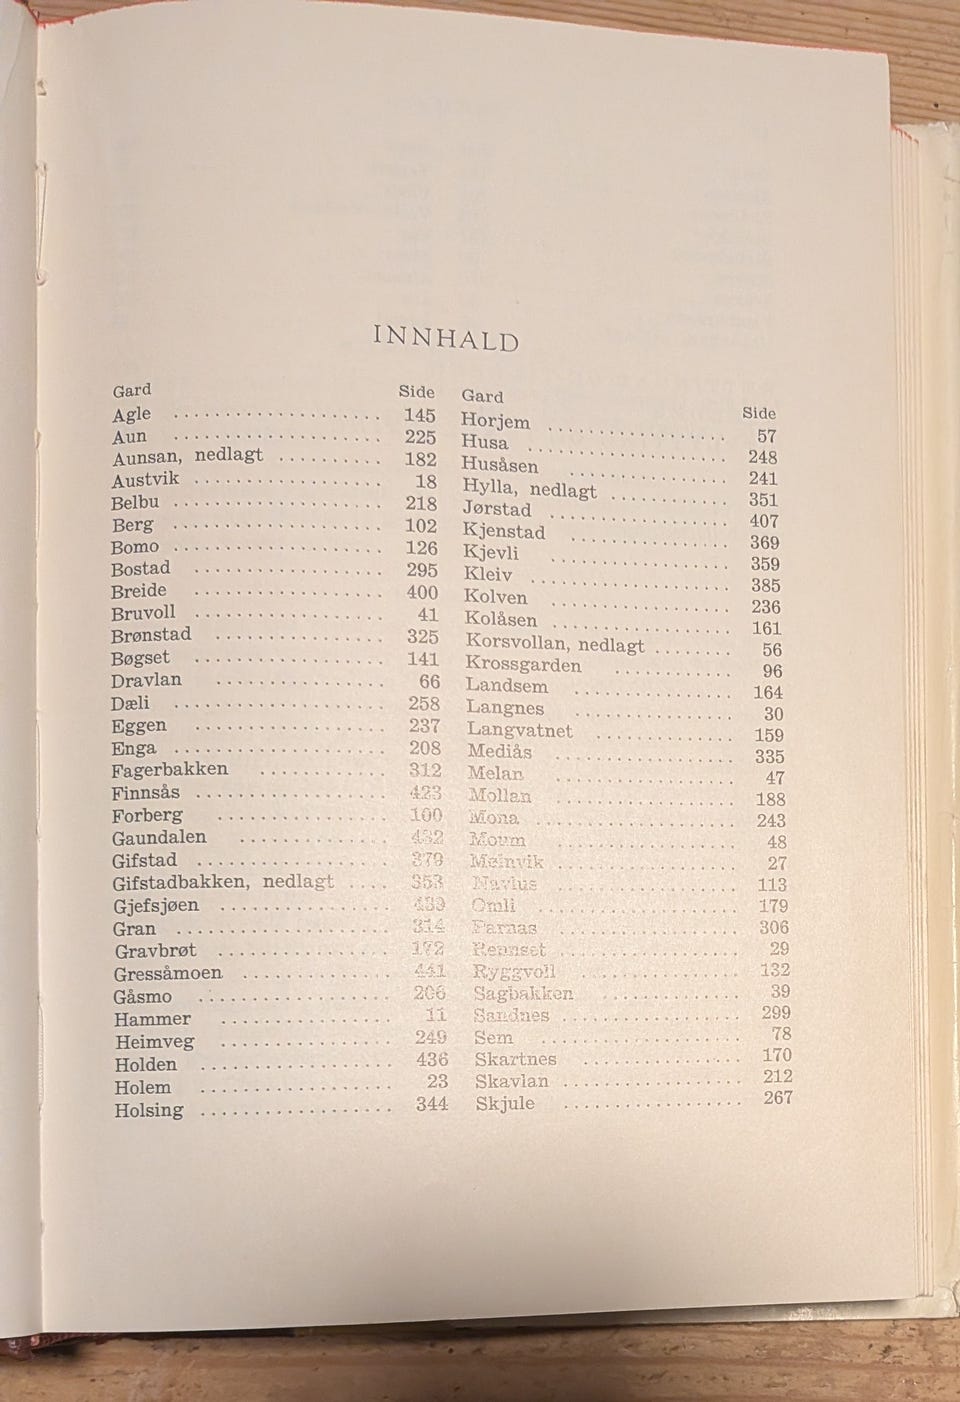 INNHALD
Gard Side
Agle .................... 145
Aun .................... 225
Aunsan, nedlagt .......... 182
Austvik .................. 18
Belbu .................... 218
Berg .................... 102
Bomo .................... 126
Bostad .................. 295
Breide .................. 400
Bruvoll .................. 41
Brønstad ................ 325
Bøgset .................. 141
Dravlan ................ 66
Dæli .................... 258
Eggen .................. 237
Enga .................... 208
Fagerbakken ............ 312
Finnsås .................. 423
Forberg ................ 100
Gaundalen .............. 432
Gifstad .................. 379
Gifstadbakken, nedlagt .... 353
Gjefsjøen ................ 439
Gran .................... 314
Gravbrøt ................ 172
Gressåmoen .............. 441
Gåsmo .................. 206
Hammer ................ 11
Heimveg ................ 249
Holden .................. 436
Holem .................. 23
Holsing .................. 344
Gard Side
Horjem .................. 57
Husa .................... 248
Husåsen ................ 241
Hylla, nedlagt ............ 351
Jørstad .................. 407
Kjenstad ................ 369
Kjevli .................. 359
Kleiv .................... 385
Kolven .................. 236
Kolåsen .................. 161
Korsvollan, nedlagt ........ 56
Krossgarden ............ 96
Landsem ................ 164
Langnes ................ 30
Langvatnet .............. 159
Mediås .................. 335
Melan .................. 47
Mollan .................. 188
Mona .................... 243
Moum .................. 48
.................. 27
Navlus .................. 113
Omli .................... 179
Parnas .................. 306
Rennset .................. 29
Ryggvoll ................ 132
Sagbakken .............. 39
Sandnes .................. 299
Sem .................... 78
Skartnes ................ 170
Skavlan .................. 212
Skjule .................. 267